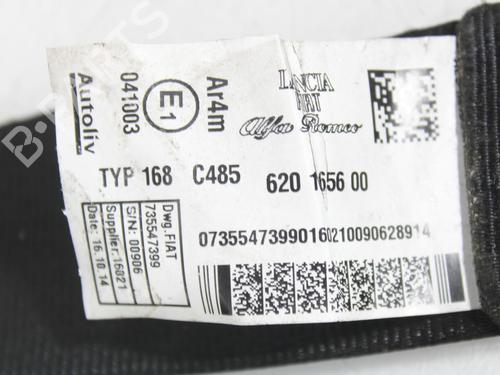 Autoliv
041003
E1
Ar4m
LANCIA
FIAT
Alfa Romeo
TYP 168 C485 620 1656 00
Dwg.FIAT
735547399
S/N: 00906
Supplier:16021
Date: 16.10.14
07355473990160210090628914
B-PARTS